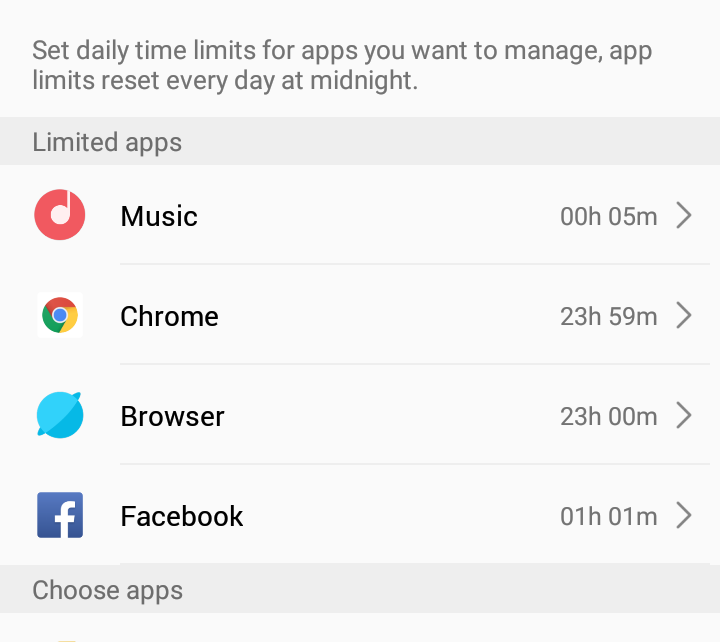 Set daily time limits for apps you want to manage, app
limits reset every day at midnight.
Limited apps
Music 00h 05m
Chrome 23h 59m
Browser 23h 00m
Facebook 01h 01m
Choose apps